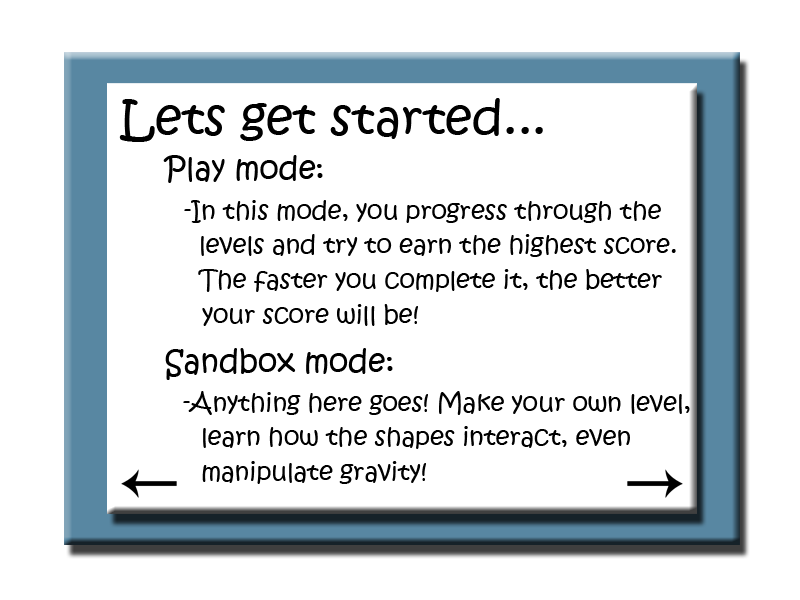 Lets get started...
Play mode:
-In this mode, you progress through the
levels and try to earn the highest score.
The faster you complete it, the better
your score will be!
Sandbox mode:
-Anything here goes! Make your own level,
learn how the shapes interact, even
manipulate gravity!